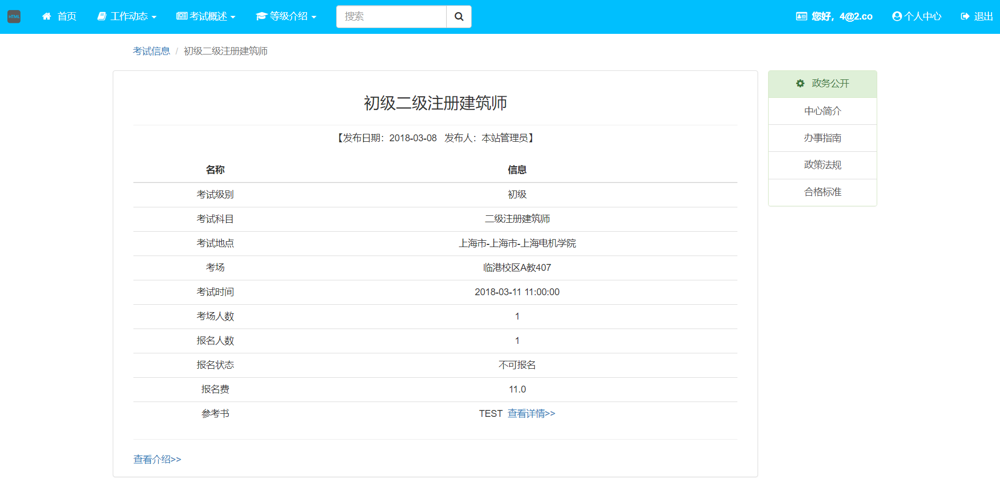 HTML 首页 工作动态 考试概述 等级介绍 搜索 您好，4@2.co 个人中心 退出
考试信息 / 初级二级注册建筑师
初级二级注册建筑师
【发布日期：2018-03-08 发布人：本站管理员】
名称 信息
考试级别 初级
考试科目 二级注册建筑师
考试地点 上海市-上海市-上海电机学院
考场 临港校区A教407
考试时间 2018-03-11 11:00:00
考场人数 1
报名人数 1
报名状态 不可报名
报名费 11.0
参考书 TEST 查看详情>>
查看介绍>>
政务公开
中心简介
办事指南
政策法规
合格标准